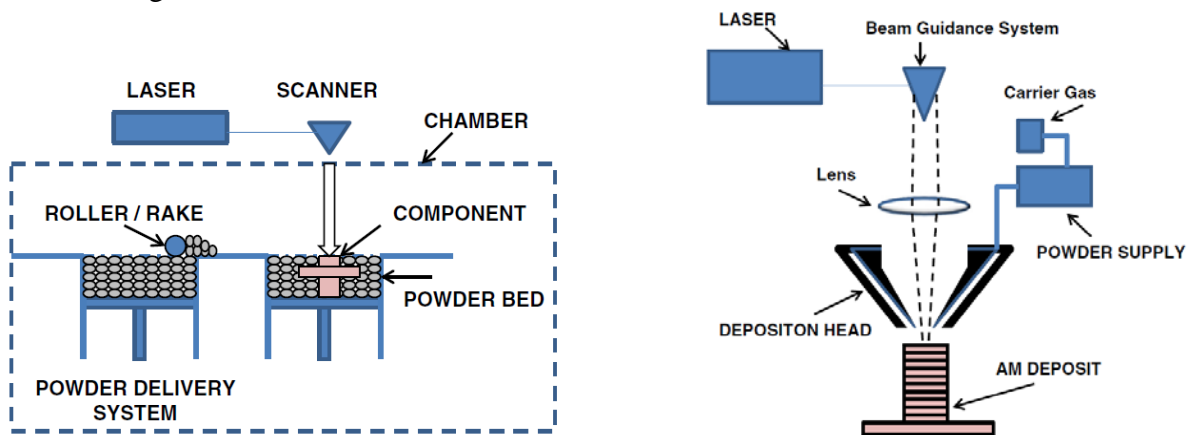 LASER
SCANNER
CHAMBER
ROLLER / RAKE
COMPONENT
POWDER BED
POWDER DELIVERY
SYSTEM
LASER
Beam Guidance System
Carrier Gas
Lens
POWDER SUPPLY
DEPOSITON HEAD
AM DEPOSIT